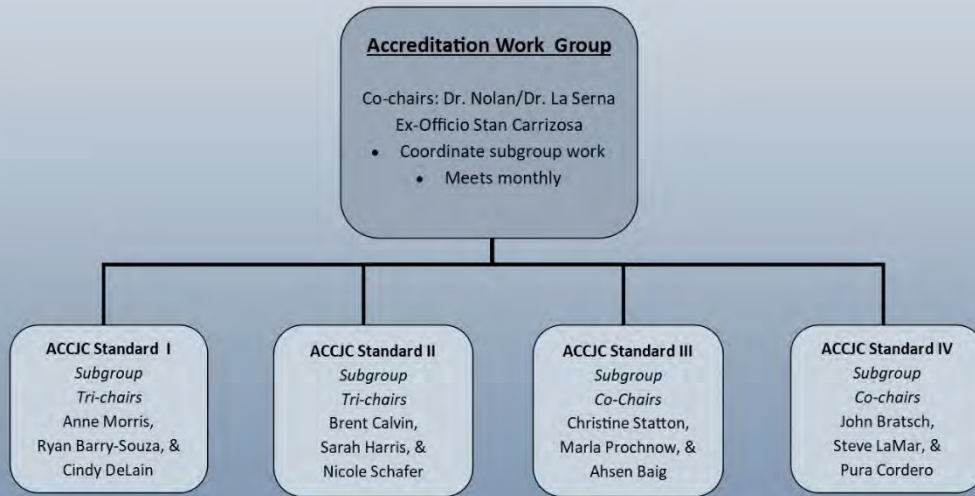 Accreditation Work Group
Co-chairs: Dr. Nolan/Dr. La Serna
Ex-Officio Stan Carrizosa
• Coordinate subgroup work
• Meets monthly
ACCJC Standard I
Subgroup
Tri-chairs
Anne Morris,
Ryan Barry-Souza, &
Cindy DeLain
ACCJC Standard II
Subgroup
Tri-chairs
Brent Calvin,
Sarah Harris, &
Nicole Schafer
ACCJC Standard III
Subgroup
Co-Chairs
Christine Statton,
Marla Prochnow, &
Ahsen Baig
ACCJC Standard IV
Subgroup
Co-chairs
John Bratsch,
Steve LaMar, &
Pura Cordero